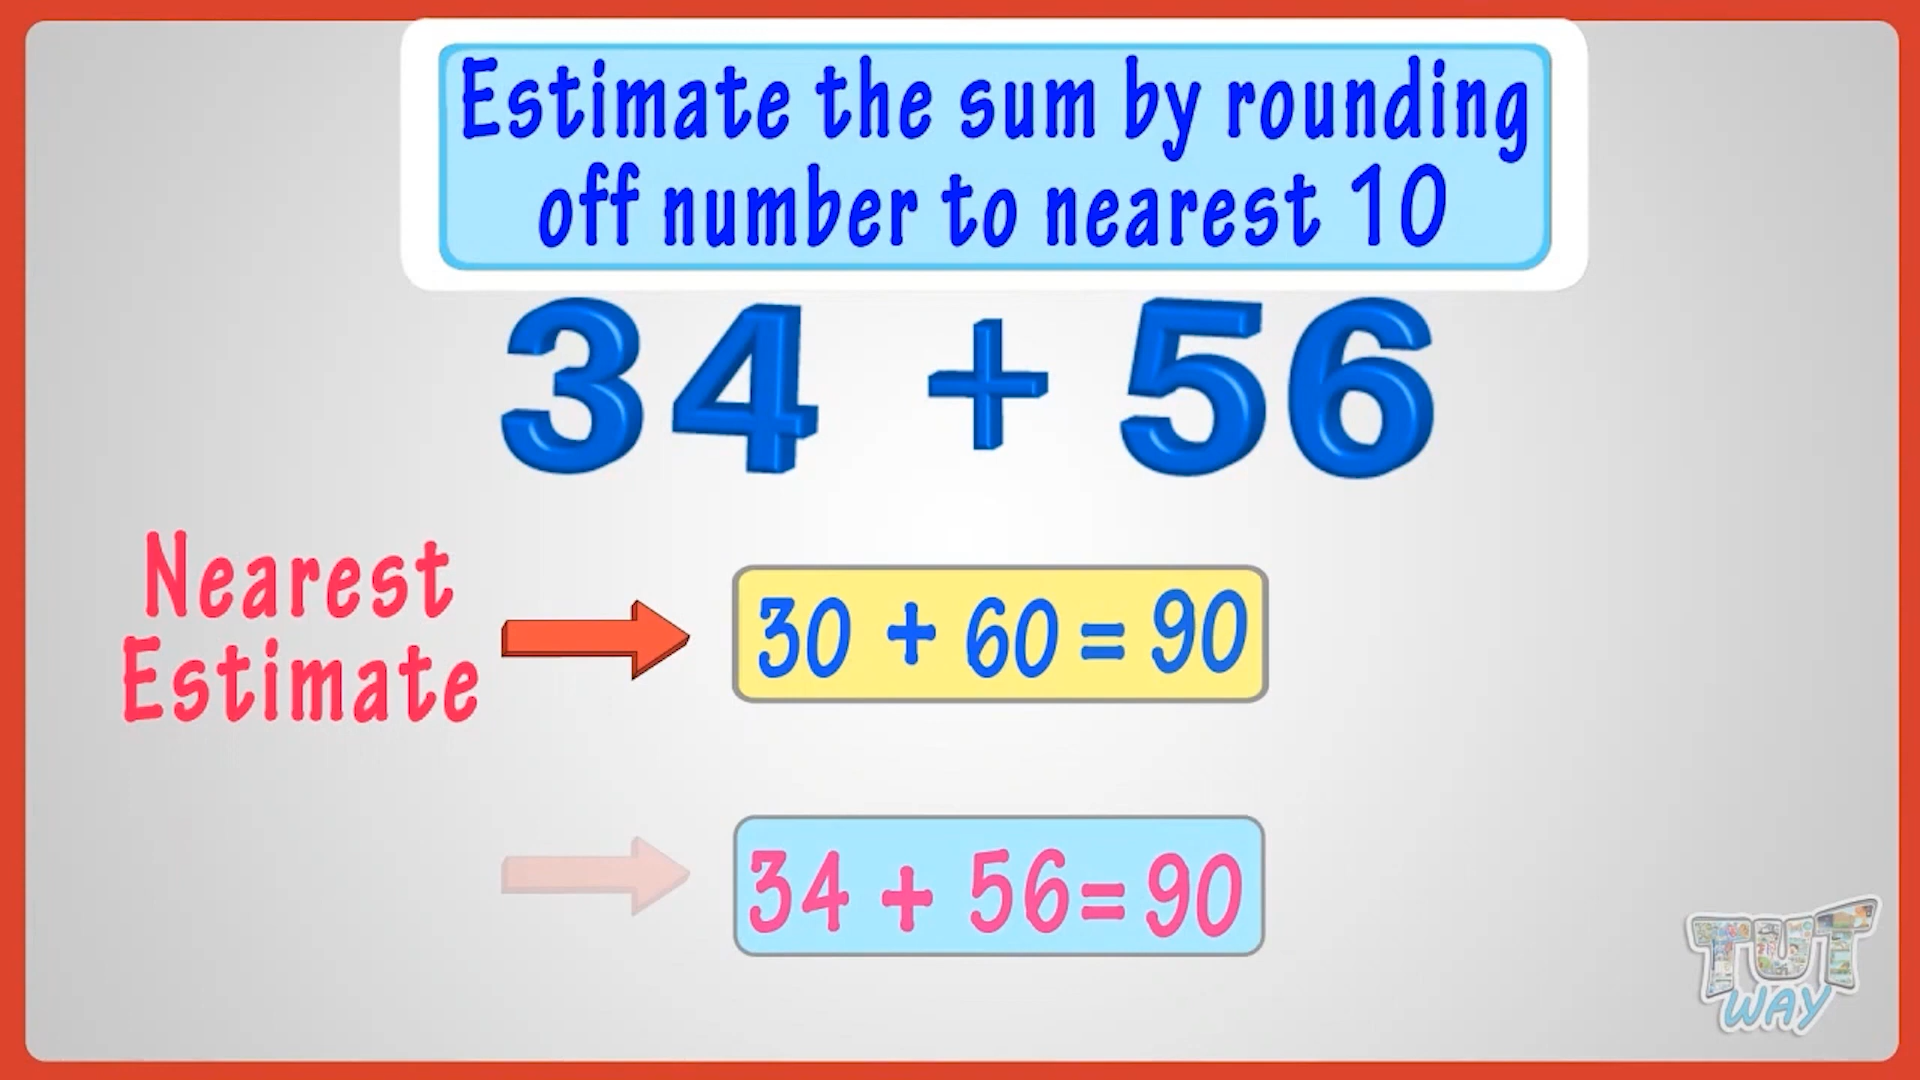 Estimate the sum by rounding
off number to nearest 10
34 + 56
Nearest
Estimate
30 + 60 = 90
34 + 56 = 90
TUT
WAY